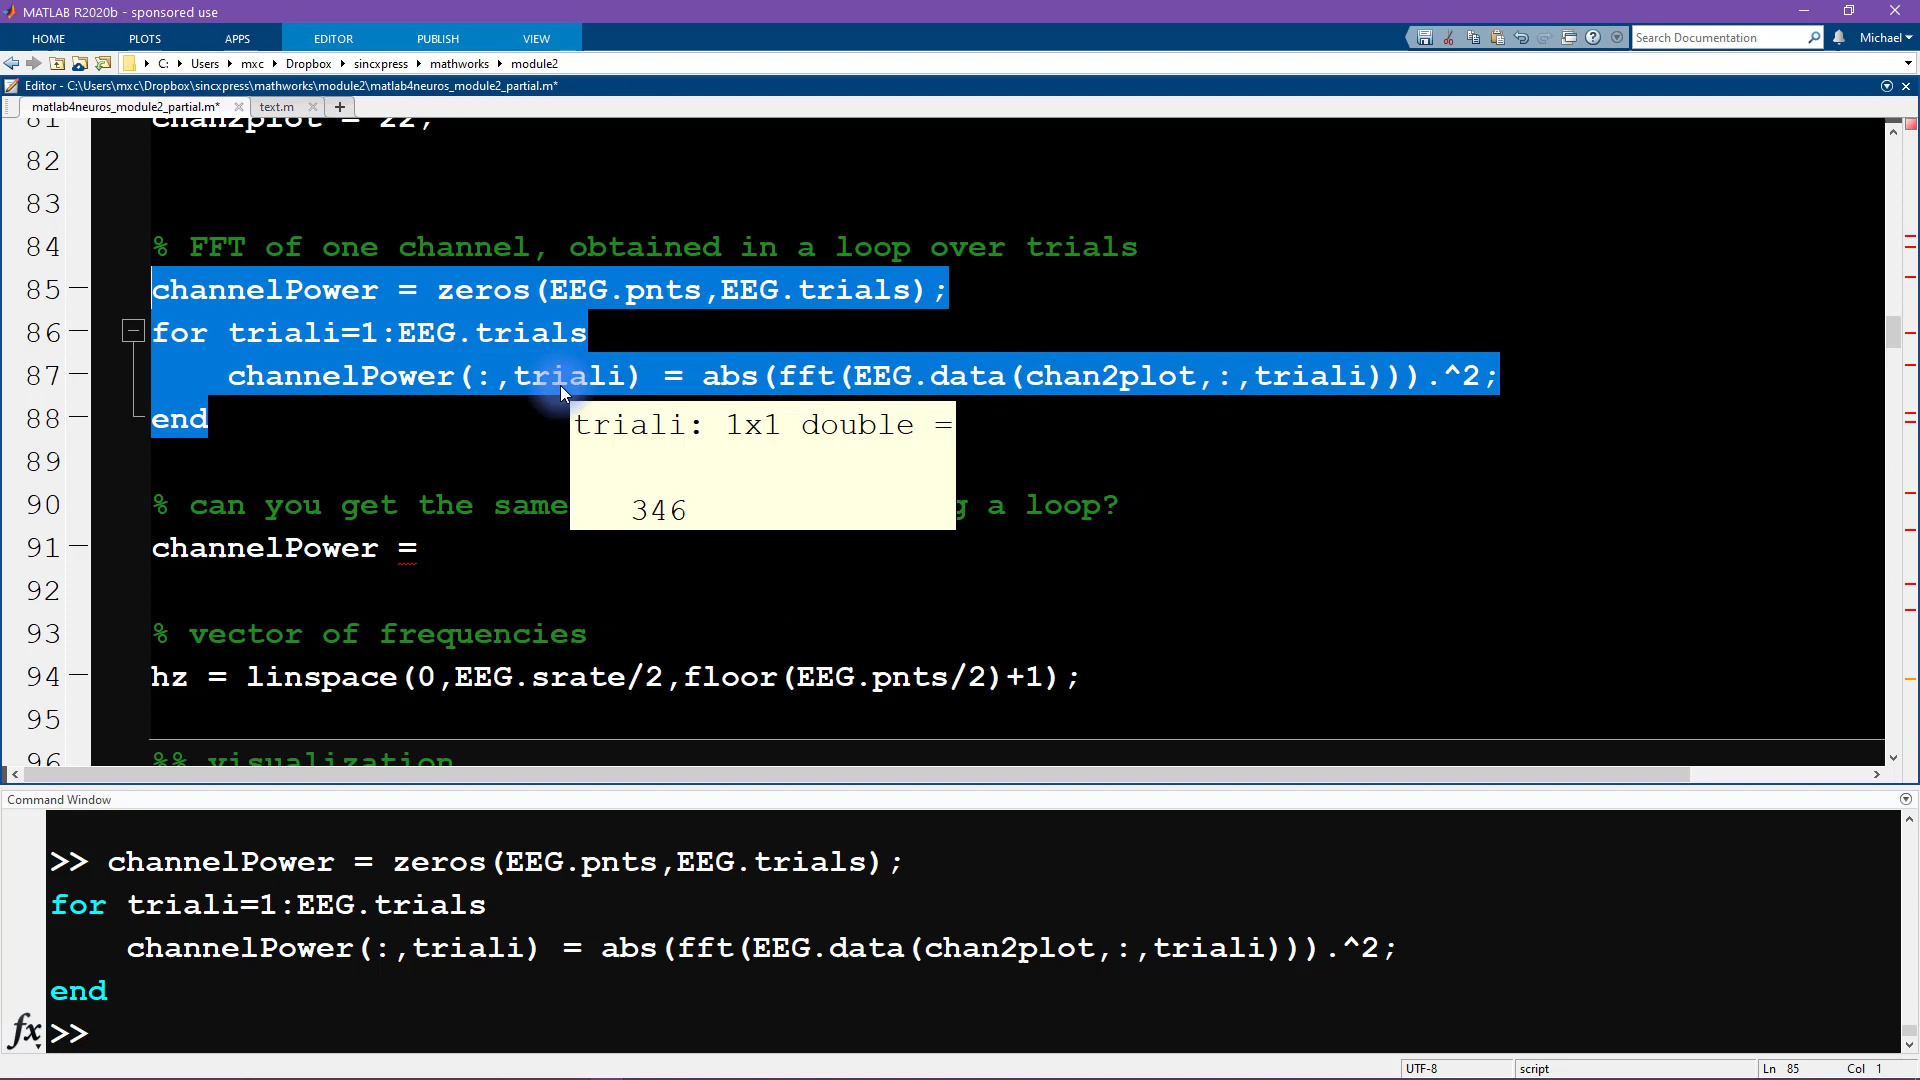 MATLAB R2020b - sponsored use
HOME PLOTS APPS EDITOR PUBLISH VIEW Search Documentation Michael
C: Users mxc Dropbox sincxpress mathworks module2
Editor - C:\Users\mxc\Dropbox\sincxpress\mathworks\module2\matlab4neuros_module2_partial.m*
matlab4neuros_module2_partial.m* text.m
81 chan2plot = 22;
82
83
84 % FFT of one channel, obtained in a loop over trials
85 channelPower = zeros(EEG.pnts,EEG.trials);
86 for triali=1:EEG.trials
87 channelPower(:,triali) = abs(fft(EEG.data(chan2plot,:,triali))).^2;
88 end
triali: 1x1 double =
89
90 % can you get the same g a loop?
346
91 channelPower =
92
93 % vector of frequencies
94 hz = linspace(0,EEG.srate/2,floor(EEG.pnts/2)+1);
95
96 %% visualization
Command Window
>> channelPower = zeros(EEG.pnts,EEG.trials);
for triali=1:EEG.trials
channelPower(:,triali) = abs(fft(EEG.data(chan2plot,:,triali))).^2;
end
fx >>
UTF-8 script Ln 85 Col 1